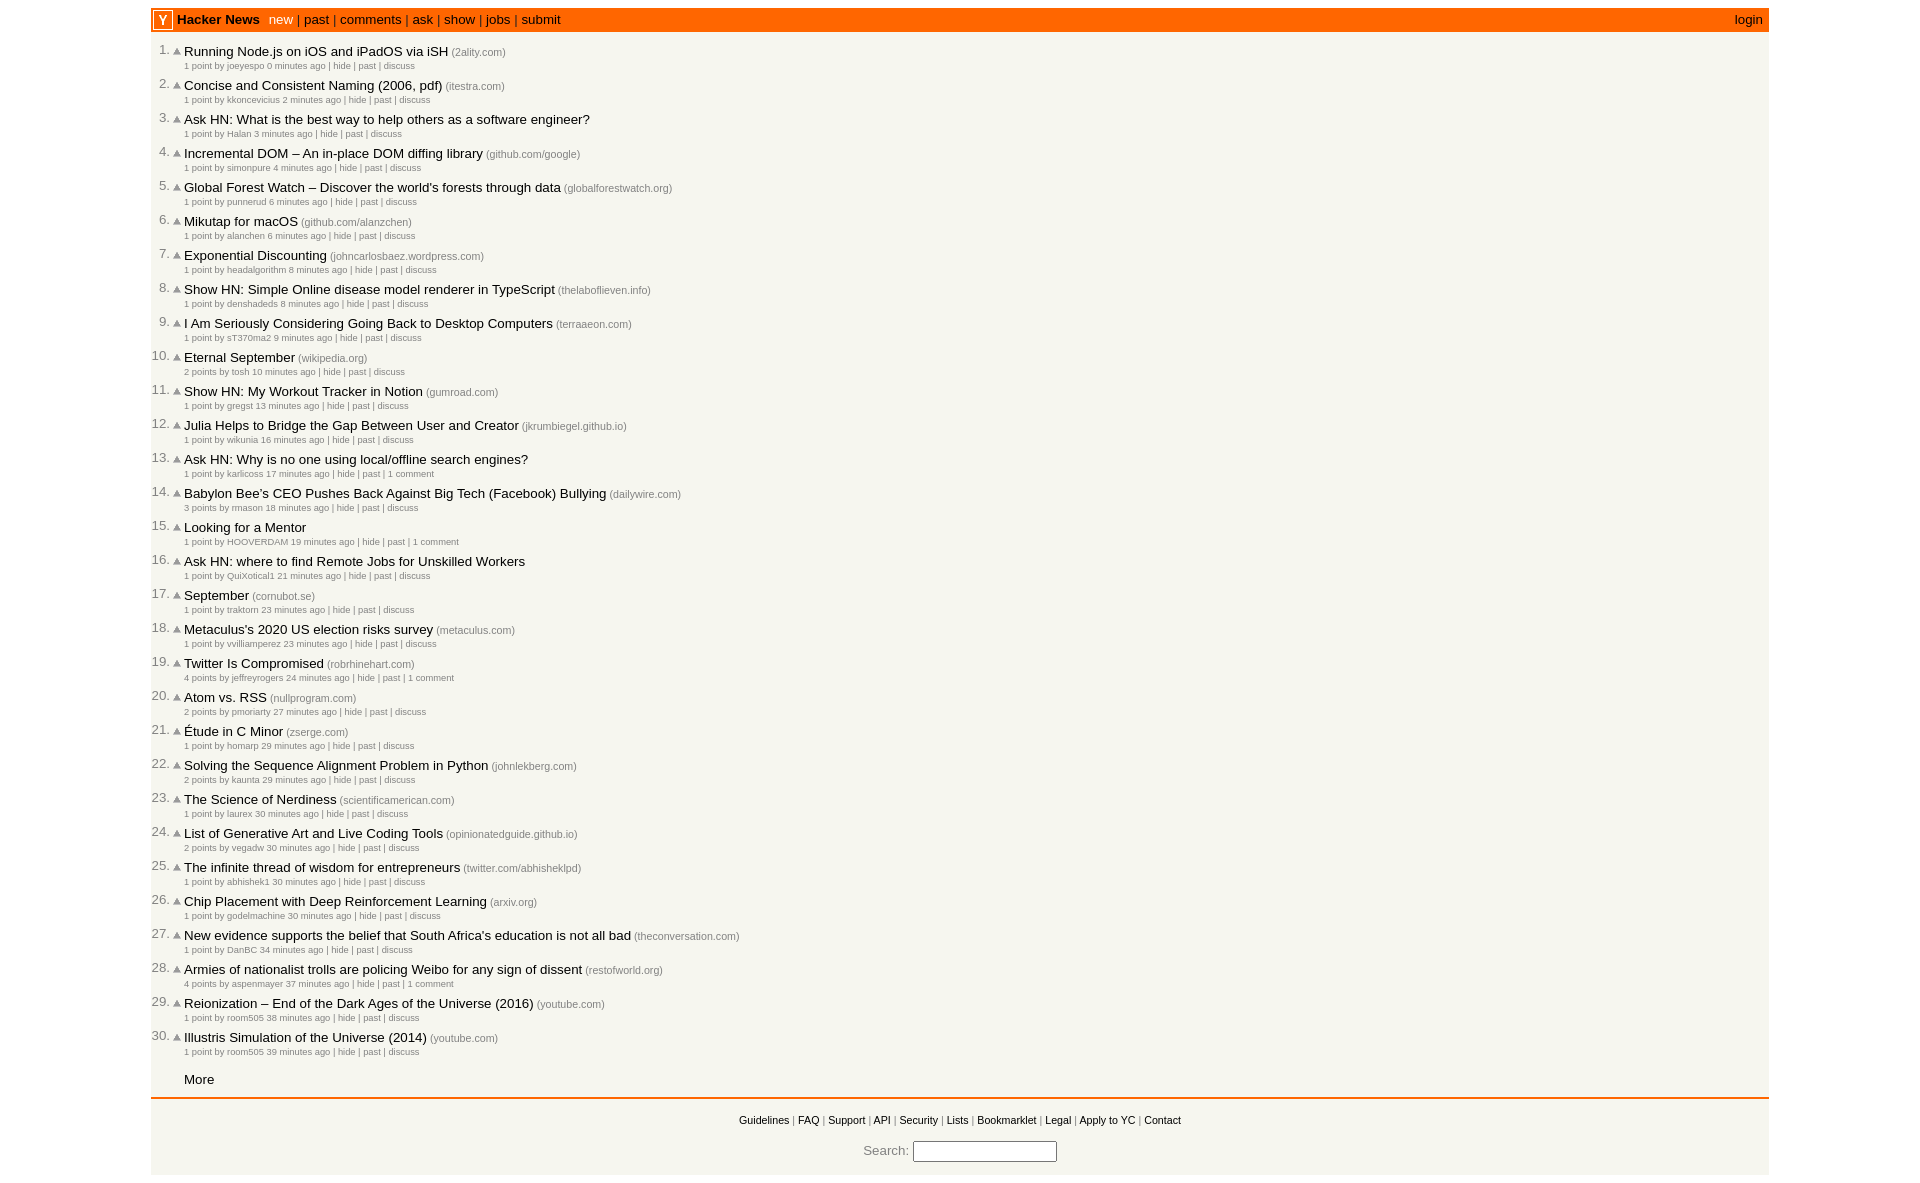 Y Hacker News new | past | comments | ask | show | jobs | submit login
1. Running Node.js on iOS and iPadOS via iSH (2ality.com)
1 point by joeyespo 0 minutes ago | hide | past | discuss
2. Concise and Consistent Naming (2006, pdf) (itestra.com)
1 point by kkoncevicius 2 minutes ago | hide | past | discuss
3. Ask HN: What is the best way to help others as a software engineer?
1 point by Halan 3 minutes ago | hide | past | discuss
4. Incremental DOM – An in-place DOM diffing library (github.com/google)
1 point by simonpure 4 minutes ago | hide | past | discuss
5. Global Forest Watch – Discover the world's forests through data (globalforestwatch.org)
1 point by punnerud 6 minutes ago | hide | past | discuss
6. Mikutap for macOS (github.com/alanzchen)
1 point by alanchen 6 minutes ago | hide | past | discuss
7. Exponential Discounting (johncarlosbaez.wordpress.com)
1 point by headalgorithm 8 minutes ago | hide | past | discuss
8. Show HN: Simple Online disease model renderer in TypeScript (thelaboflieven.info)
1 point by denshadeds 8 minutes ago | hide | past | discuss
9. I Am Seriously Considering Going Back to Desktop Computers (terraaeon.com)
1 point by sT370ma2 9 minutes ago | hide | past | discuss
10. Eternal September (wikipedia.org)
2 points by tosh 10 minutes ago | hide | past | discuss
11. Show HN: My Workout Tracker in Notion (gumroad.com)
1 point by gregst 13 minutes ago | hide | past | discuss
12. Julia Helps to Bridge the Gap Between User and Creator (jkrumbiegel.github.io)
1 point by wikunia 16 minutes ago | hide | past | discuss
13. Ask HN: Why is no one using local/offline search engines?
1 point by karlicoss 17 minutes ago | hide | past | 1 comment
14. Babylon Bee’s CEO Pushes Back Against Big Tech (Facebook) Bullying (dailywire.com)
3 points by rmason 18 minutes ago | hide | past | discuss
15. Looking for a Mentor
1 point by HOOVERDAM 19 minutes ago | hide | past | 1 comment
16. Ask HN: where to find Remote Jobs for Unskilled Workers
1 point by QuiXotical1 21 minutes ago | hide | past | discuss
17. September (cornubot.se)
1 point by traktorn 23 minutes ago | hide | past | discuss
18. Metaculus's 2020 US election risks survey (metaculus.com)
1 point by vvilliamperez 23 minutes ago | hide | past | discuss
19. Twitter Is Compromised (robrhinehart.com)
4 points by jeffreyrogers 24 minutes ago | hide | past | 1 comment
20. Atom vs. RSS (nullprogram.com)
2 points by pmoriarty 27 minutes ago | hide | past | discuss
21. Étude in C Minor (zserge.com)
1 point by homarp 29 minutes ago | hide | past | discuss
22. Solving the Sequence Alignment Problem in Python (johnlekberg.com)
2 points by kaunta 29 minutes ago | hide | past | discuss
23. The Science of Nerdiness (scientificamerican.com)
1 point by laurex 30 minutes ago | hide | past | discuss
24. List of Generative Art and Live Coding Tools (opinionatedguide.github.io)
2 points by vegadw 30 minutes ago | hide | past | discuss
25. The infinite thread of wisdom for entrepreneurs (twitter.com/abhisheklpd)
1 point by abhishek1 30 minutes ago | hide | past | discuss
26. Chip Placement with Deep Reinforcement Learning (arxiv.org)
1 point by godelmachine 30 minutes ago | hide | past | discuss
27. New evidence supports the belief that South Africa's education is not all bad (theconversation.com)
1 point by DanBC 34 minutes ago | hide | past | discuss
28. Armies of nationalist trolls are policing Weibo for any sign of dissent (restofworld.org)
4 points by aspenmayer 37 minutes ago | hide | past | 1 comment
29. Reionization – End of the Dark Ages of the Universe (2016) (youtube.com)
1 point by room505 38 minutes ago | hide | past | discuss
30. Illustris Simulation of the Universe (2014) (youtube.com)
1 point by room505 39 minutes ago | hide | past | discuss
More
Guidelines | FAQ | Support | API | Security | Lists | Bookmarklet | Legal | Apply to YC | Contact
Search: